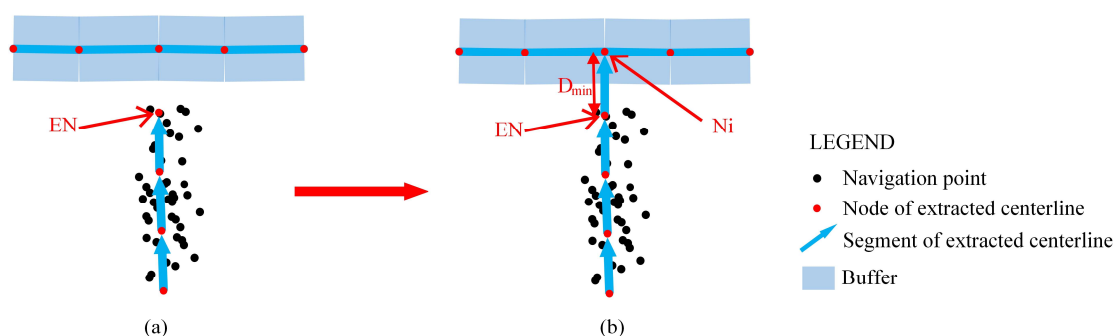 EN
(a)
D_min
EN
Ni
(b)
LEGEND
Navigation point
Node of extracted centerline
Segment of extracted centerline
Buffer